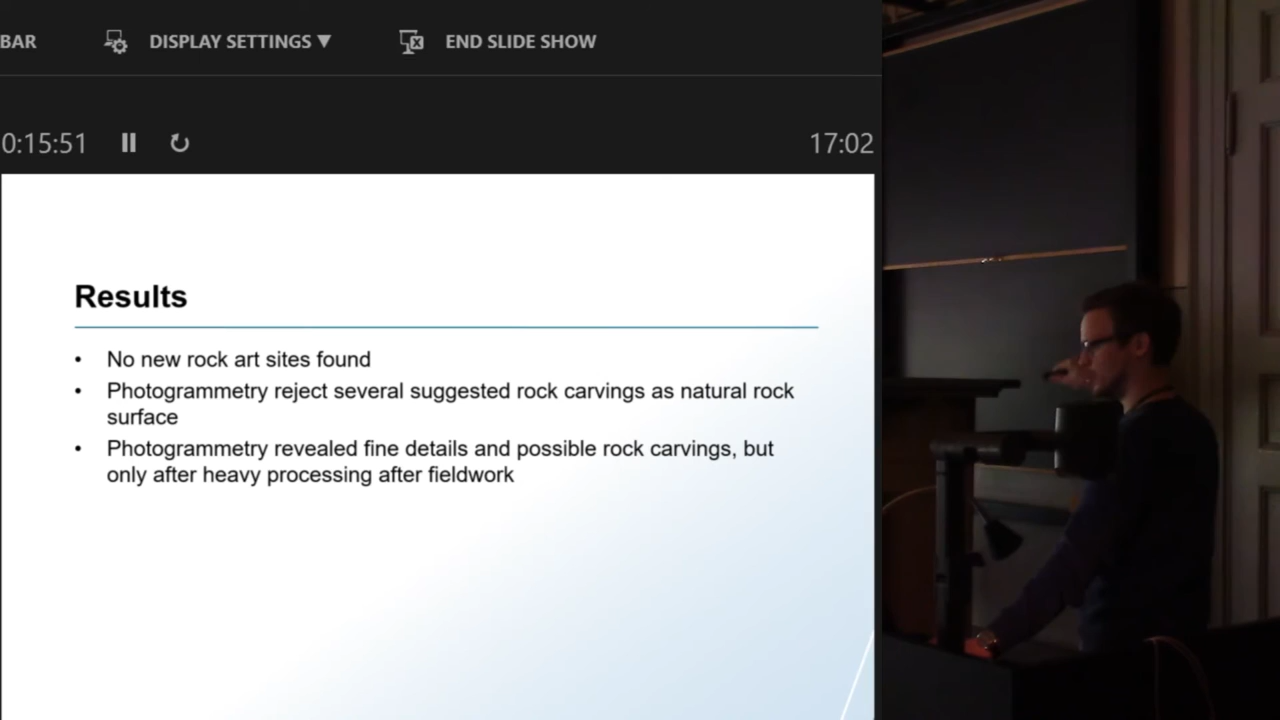 BAR DISPLAY SETTINGS ▼ END SLIDE SHOW
0:15:51 17:02
Results
• No new rock art sites found
• Photogrammetry reject several suggested rock carvings as natural rock
surface
• Photogrammetry revealed fine details and possible rock carvings, but
only after heavy processing after fieldwork